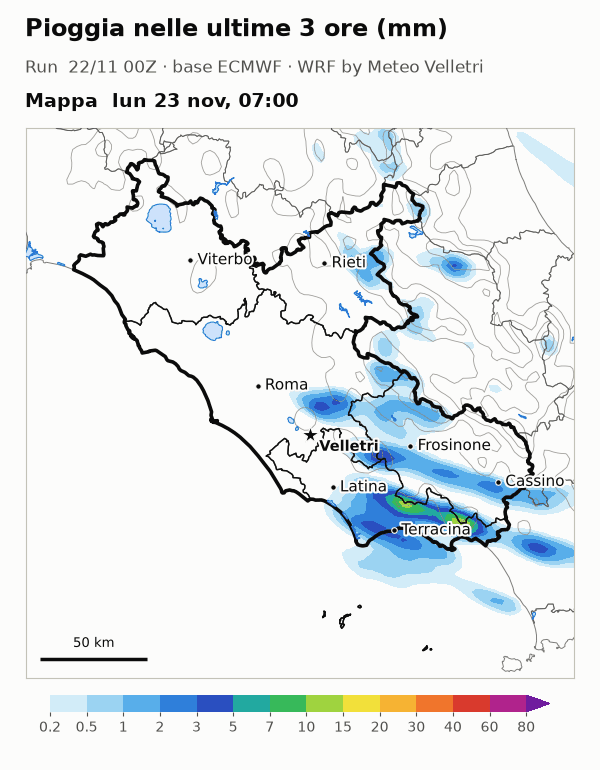 Pioggia nelle ultime 3 ore (mm)
Run  22/11 00Z · base ECMWF · WRF by Meteo Velletri
Mappa  lun 23 nov, 07:00
Viterbo
Rieti
Roma
Velletri
Frosinone
Latina
Cassino
Terracina
50 km
0.2 0.5 1 2 3 5 7 10 15 20 30 40 60 80